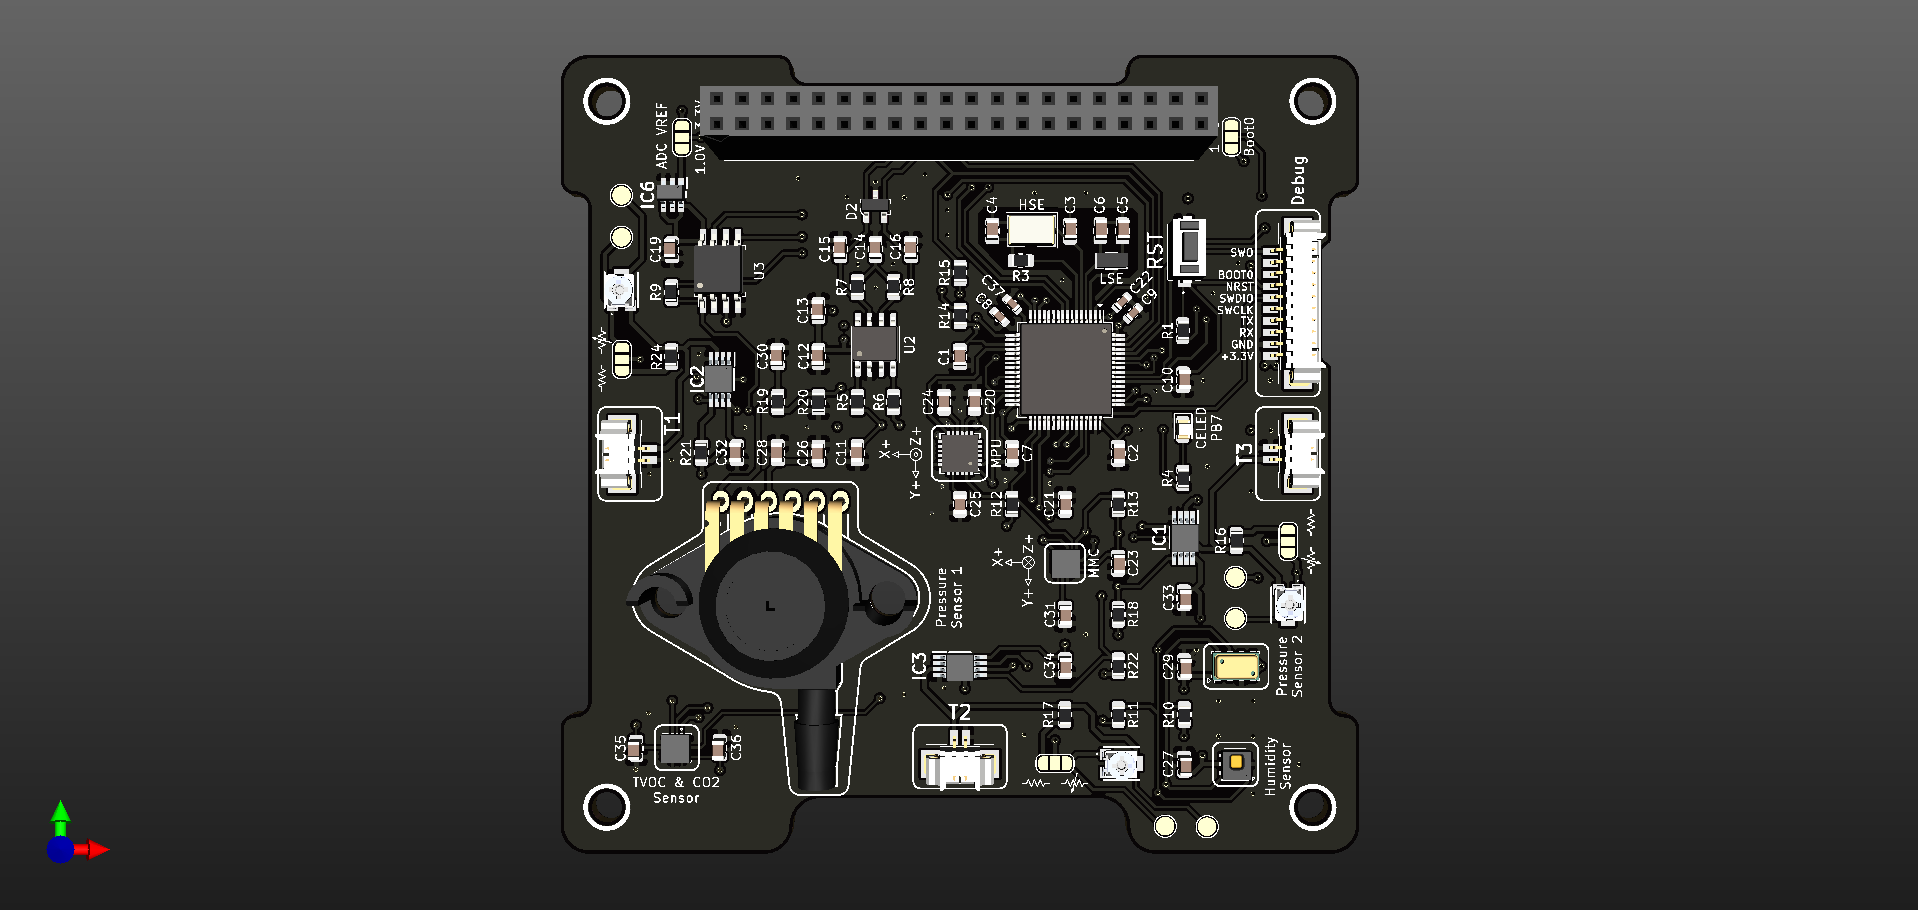 ADC VREF
1.0V
3.3V
1
Boot0
Debug
IC6
D2
C4
HSE
C3
C6
C5
RST
SWO
BOOT0
NRST
SWDIO
SWCLK
TX
RX
GND
+3.3V
C19
U3
C15
C14
C16
R15
R3
LSE
R9
R7
R8
C37
C8
C22
C9
C13
R14
R1
U2
R24
IC2
C30
C12
C1
C10
R19
R20
R5
R6
C24
C20
CELED
PB7
T1
R21
C32
C28
C26
C11
X+
Z+
Y+
MPU
C7
C2
T3
R4
C25
R12
C21
R13
IC1
R16
X+
Z+
Y+
MMC
C23
Pressure
Sensor 1
C31
R18
C33
IC3
C34
R22
C29
Pressure
Sensor 2
T2
R17
R11
R10
C35
C36
TVOC & CO2
Sensor
C27
Humidity
Sensor